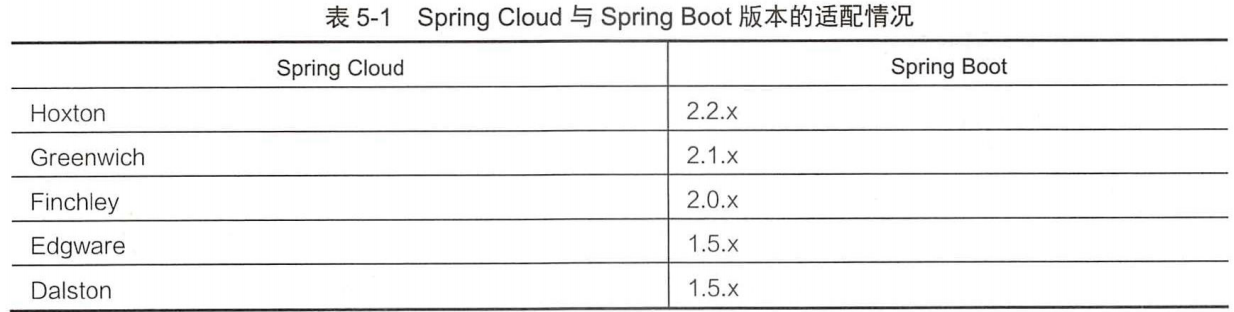 表 5-1 Spring Cloud 与 Spring Boot 版本的适配情况
Spring Cloud Spring Boot
Hoxton 2.2.x
Greenwich 2.1.x
Finchley 2.0.x
Edgware 1.5.x
Dalston 1.5.x